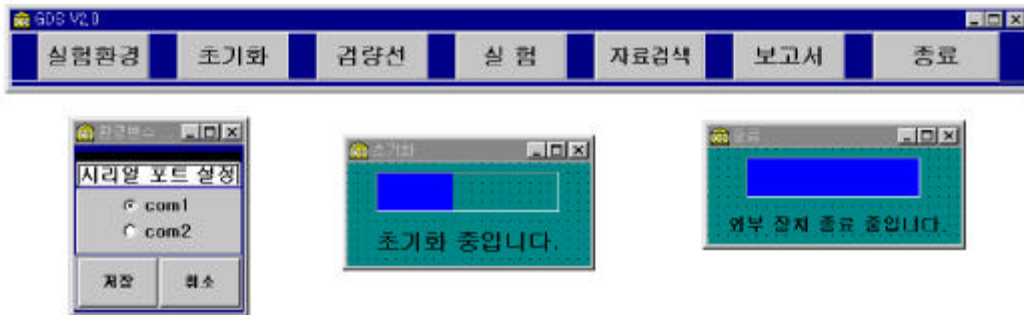 GDS V2.0
실험환경 초기화 검량선 실 험 자료검색 보고서 종료
시리얼 포트 설정
com1
com2
저장 취소
초기화
초기화 중입니다.
종료
외부 장치 종료 중입니다.